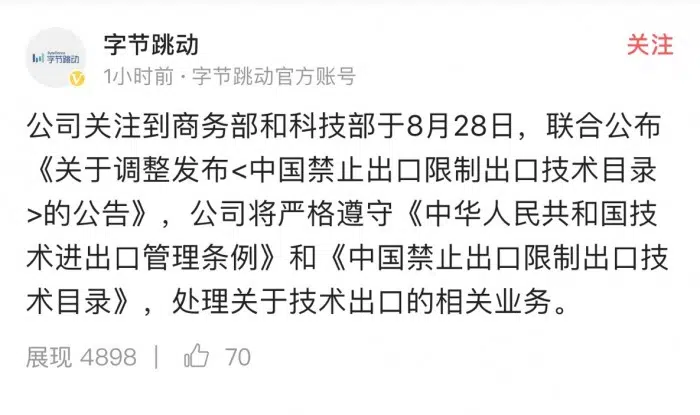 字节跳动
关注
ByteDance
字节跳动
1小时前 · 字节跳动官方账号
公司关注到商务部和科技部于8月28日，联合公布
《关于调整发布<中国禁止出口限制出口技术目录
>的公告》，公司将严格遵守《中华人民共和国技
术进出口管理条例》和《中国禁止出口限制出口技
术目录》，处理关于技术出口的相关业务。
展现 4898 | 70